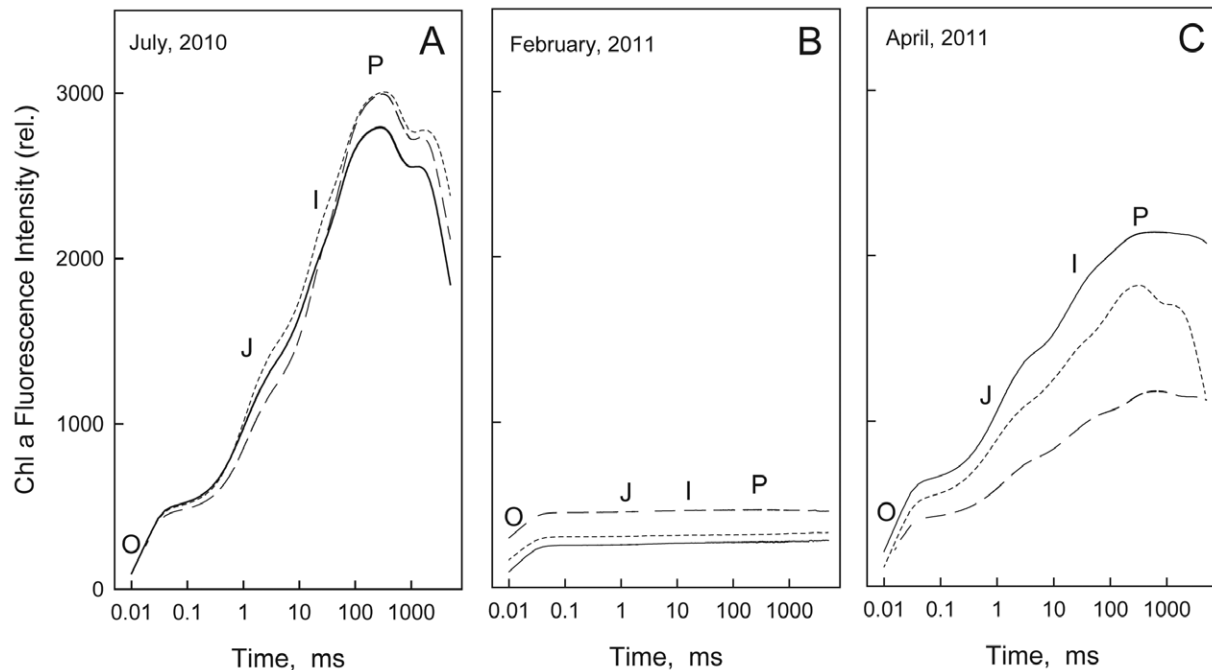 July, 2010
A
P
I
J
O
3000
2000
1000
0
Chl a Fluorescence Intensity (rel.)
0.01 0.1 1 10 100 1000
Time, ms
February, 2011
B
O
J I P
0.01 0.1 1 10 100 1000
Time, ms
April, 2011
C
P
I
J
O
0.01 0.1 1 10 100 1000
Time, ms